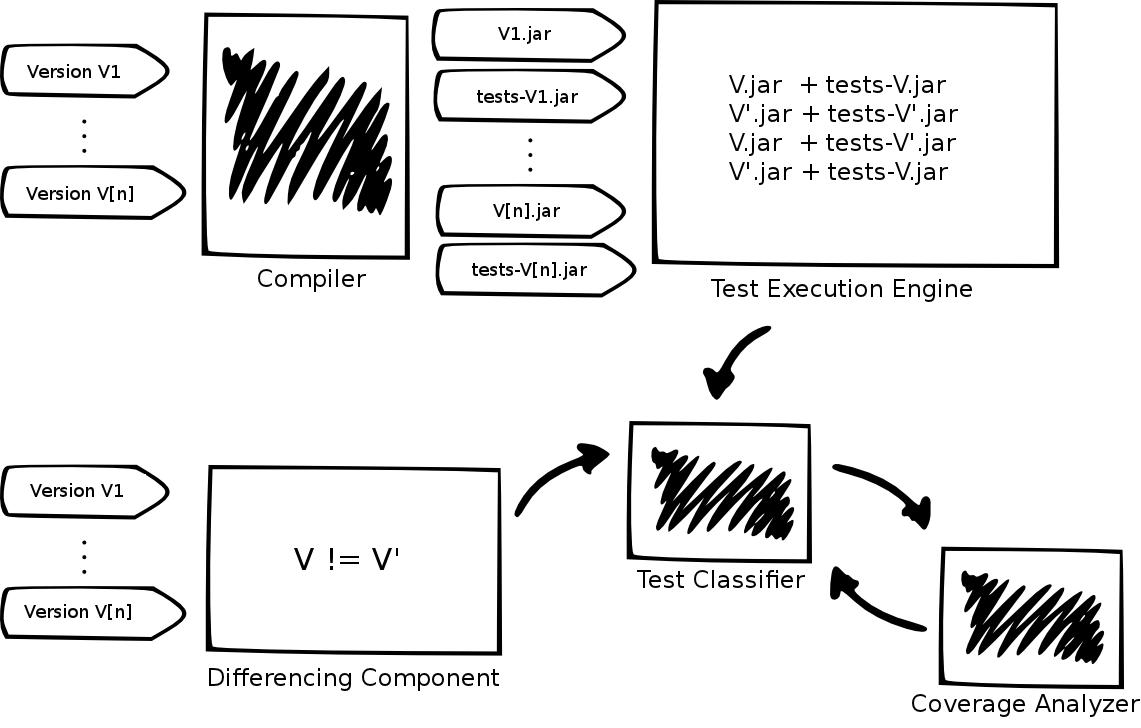 Version V1
Version V[n]
Compiler
V1.jar
tests-V1.jar
V[n].jar
tests-V[n].jar
V.jar + tests-V.jar
V'.jar + tests-V'.jar
V.jar + tests-V'.jar
V'.jar + tests-V.jar
Test Execution Engine
Version V1
Version V[n]
V != V'
Differencing Component
Test Classifier
Coverage Analyzer